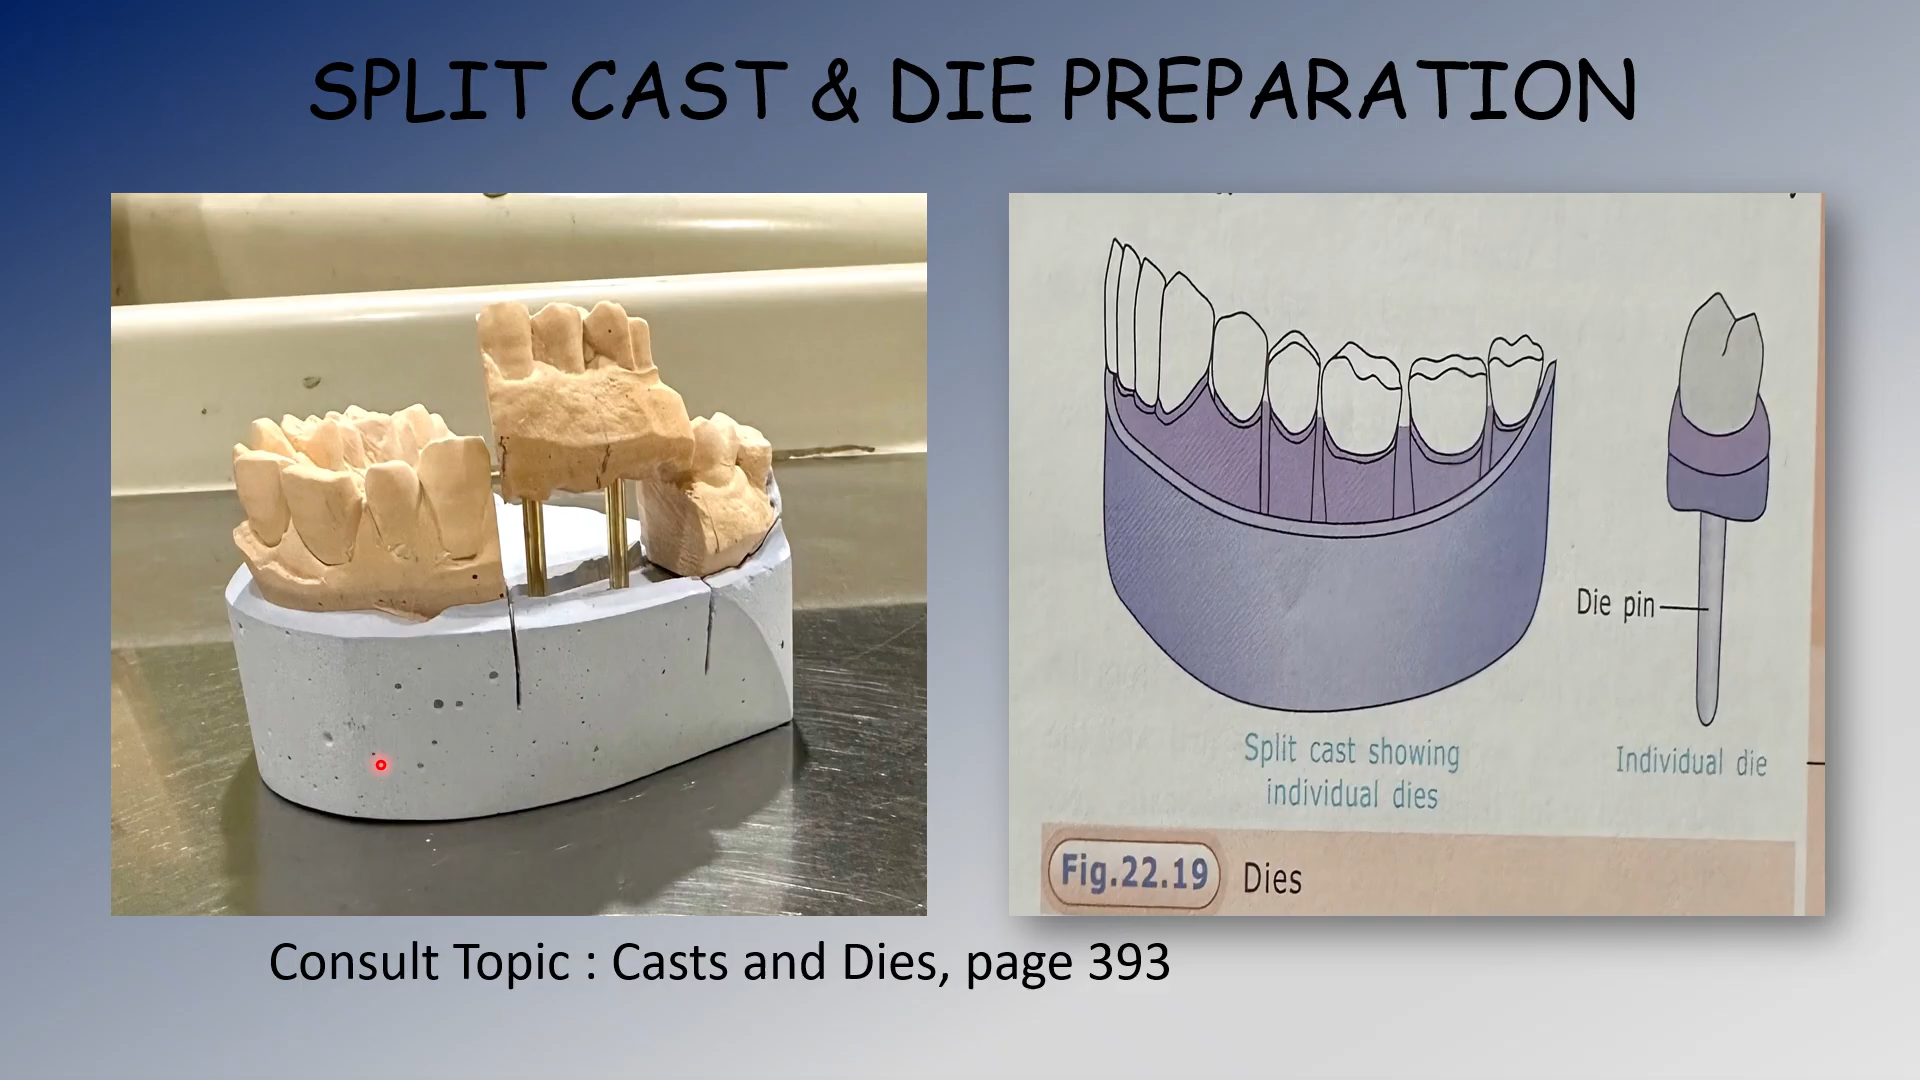 SPLIT CAST & DIE PREPARATION
Die pin
Split cast showing
individual dies
Individual die
Fig.22.19 Dies
Consult Topic : Casts and Dies, page 393